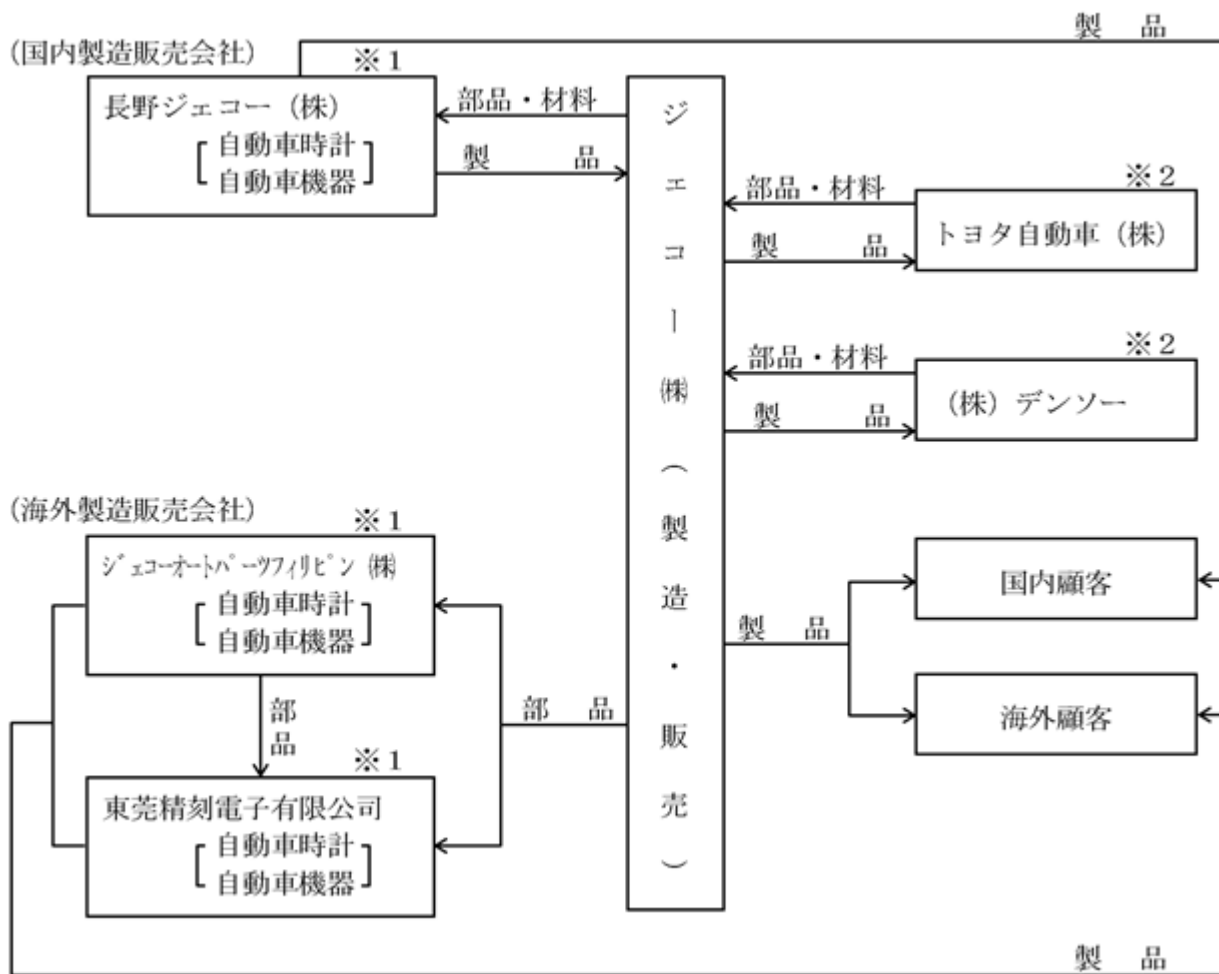 製 品
(国内製造販売会社)
※1
長野ジェコー (株)
自動車時計
自動車機器
部品・材料
製 品
ジェコー㈱(製造・販売)
※2
部品・材料
トヨタ自動車 (株)
製 品
※2
部品・材料
(株) デンソー
製 品
(海外製造販売会社)
※1
ジェコーオートパーツフィリピン ㈱
自動車時計
自動車機器
部品
※1
東莞精刻電子有限公司
自動車時計
自動車機器
部 品
製 品
国内顧客
海外顧客
製 品